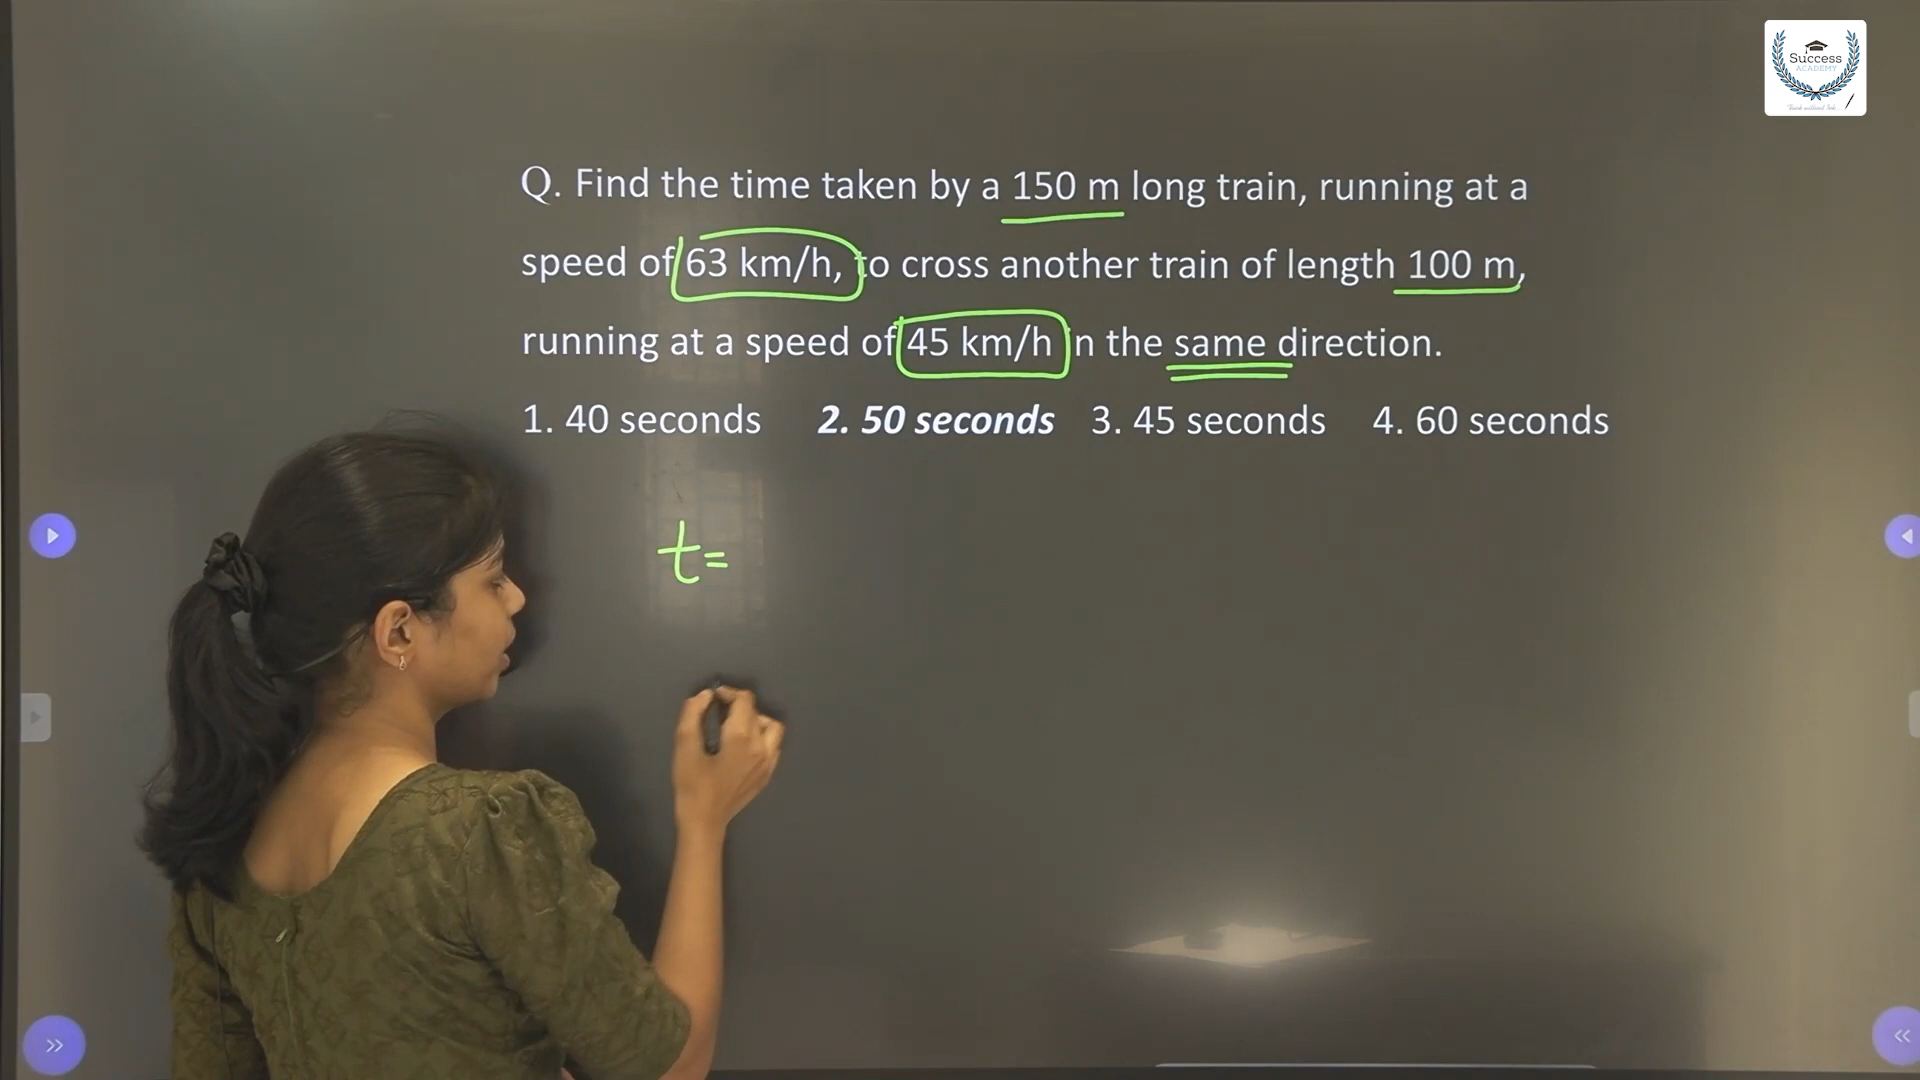 Success
ACADEMY
Q. Find the time taken by a 150 m long train, running at a
speed of 63 km/h, to cross another train of length 100 m,
running at a speed of 45 km/h in the same direction.
1. 40 seconds 2. 50 seconds 3. 45 seconds 4. 60 seconds
t=